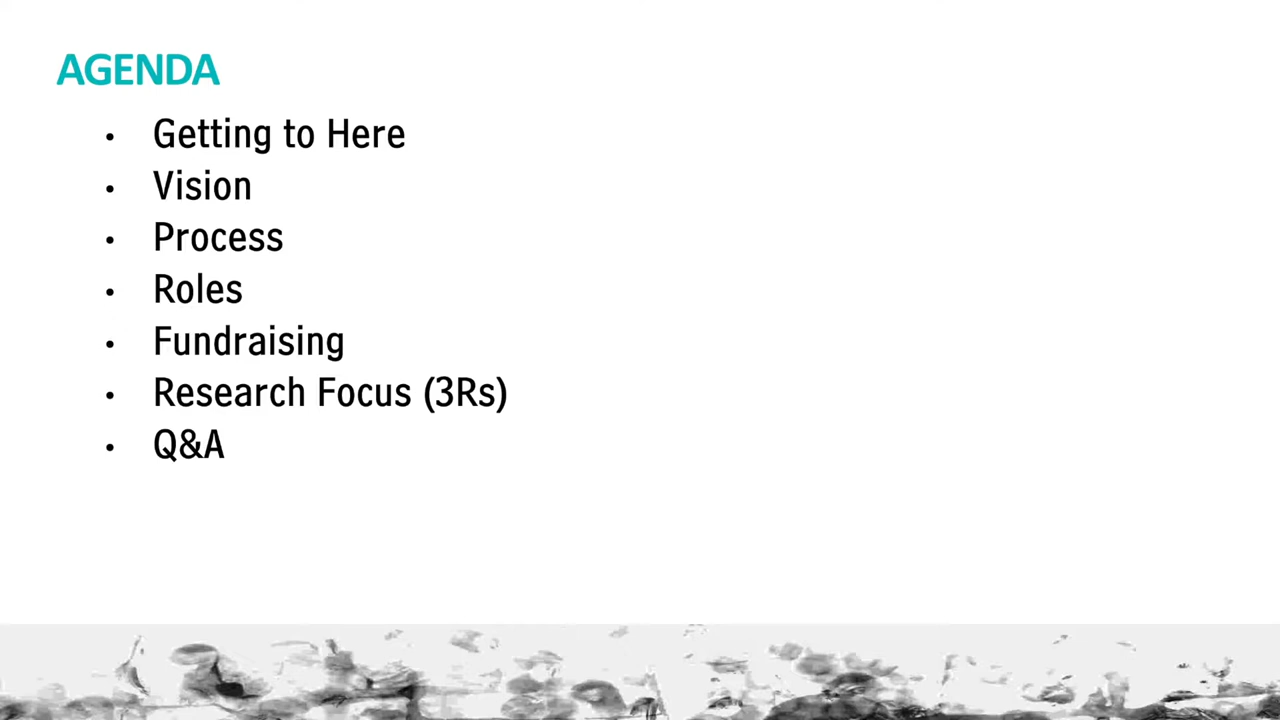 AGENDA
• Getting to Here
• Vision
• Process
• Roles
• Fundraising
• Research Focus (3Rs)
• Q&A